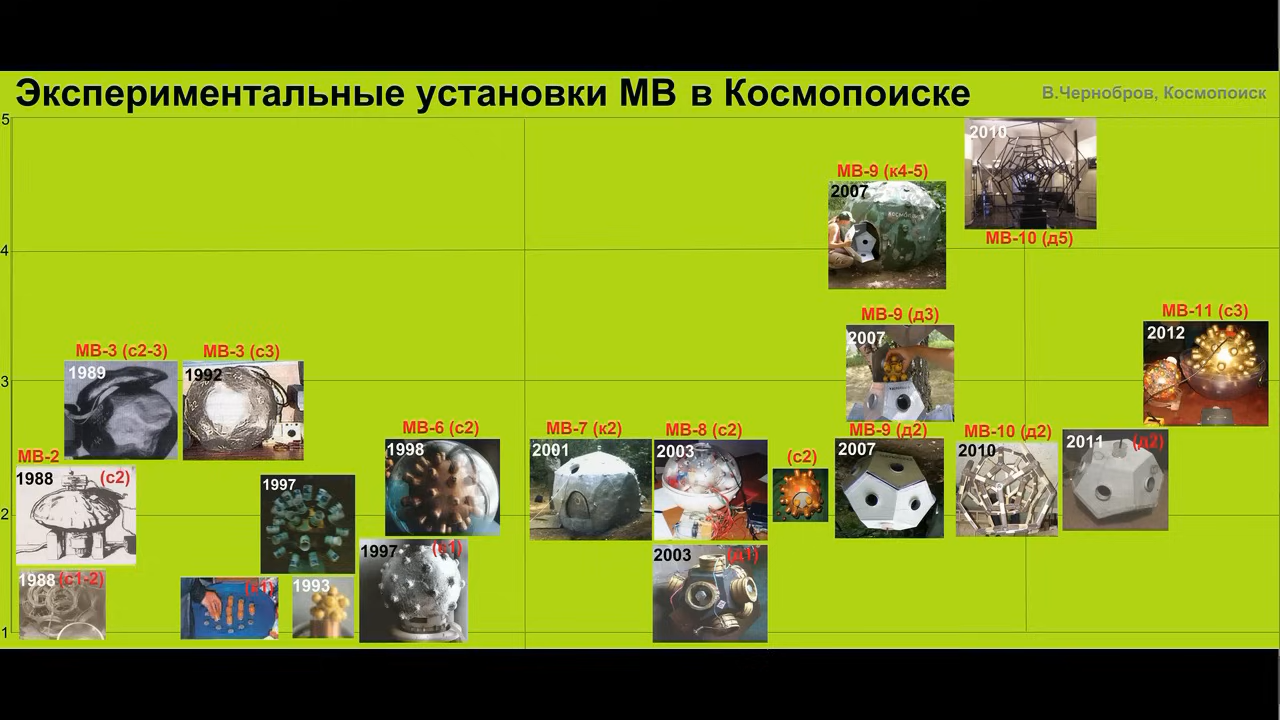 Экспериментальные установки МВ в Космопоиске
В.Чернобров, Космопоиск
5
2010
МВ-9 (к4-5)
2007
МВ-10 (д5)
4
МВ-9 (д3)
2007
МВ-11 (с3)
2012
МВ-3 (с2-3)
1989
МВ-3 (с3)
1992
3
МВ-6 (с2)
1998
МВ-7 (к2)
2001
МВ-8 (с2)
2003
(с2)
МВ-9 (д2)
2007
МВ-10 (д2)
2010
2011 (д2)
МВ-2
1988 (с2)
1997
2
1997 (с1)
2003 (д1)
1988 (с1-2)
(к1)
1993
1